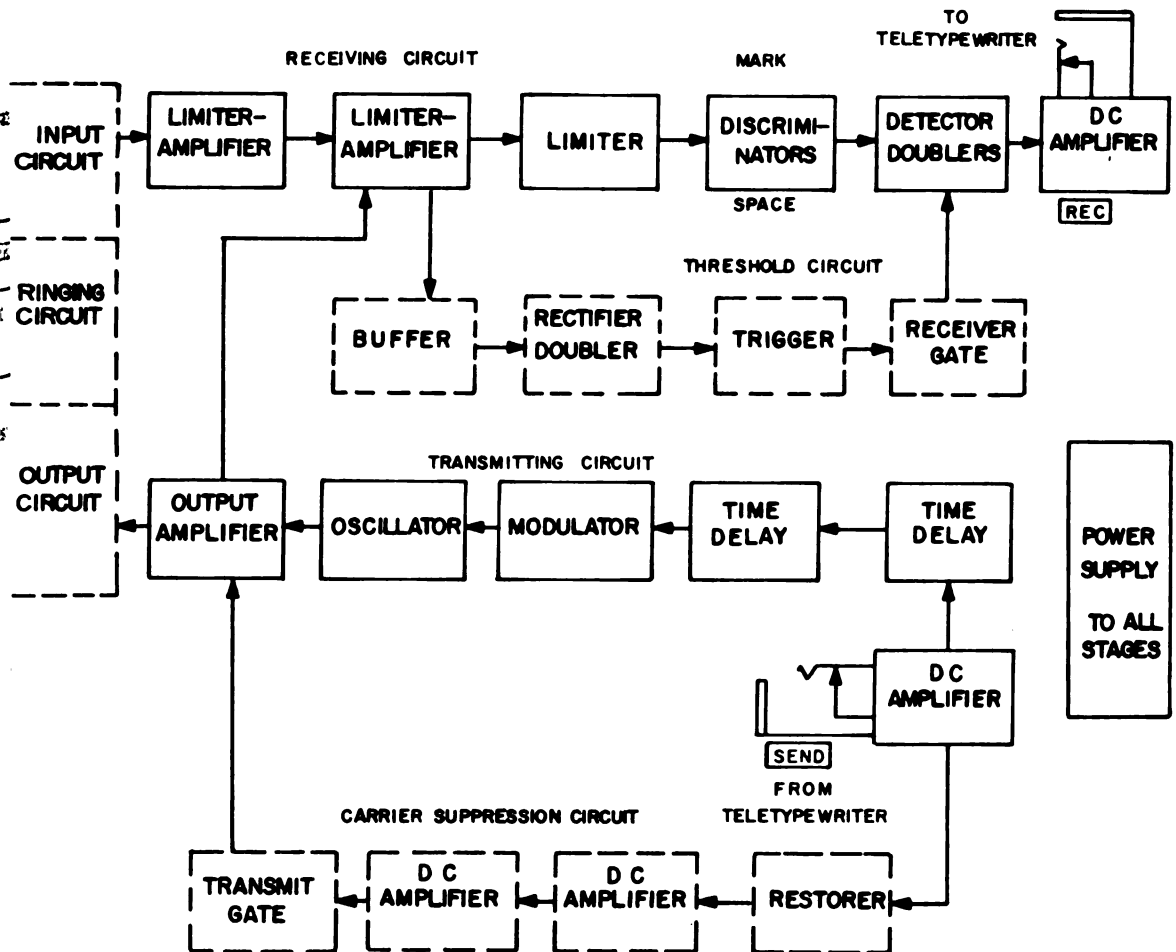 TO
TELETYPEWRITER
RECEIVING CIRCUIT
MARK
INPUT
CIRCUIT
LIMITER-
AMPLIFIER
LIMITER-
AMPLIFIER
LIMITER
DISCRIMI-
NATORS
DETECTOR
DOUBLERS
DC
AMPLIFIER
SPACE
REC
THRESHOLD CIRCUIT
RINGING
CIRCUIT
BUFFER
RECTIFIER
DOUBLER
TRIGGER
RECEIVER
GATE
TRANSMITTING CIRCUIT
OUTPUT
CIRCUIT
OUTPUT
AMPLIFIER
OSCILLATOR
MODULATOR
TIME
DELAY
TIME
DELAY
POWER
SUPPLY
TO ALL
STAGES
DC
AMPLIFIER
SEND
FROM
TELETYPEWRITER
CARRIER SUPPRESSION CIRCUIT
TRANSMIT
GATE
DC
AMPLIFIER
DC
AMPLIFIER
RESTORER